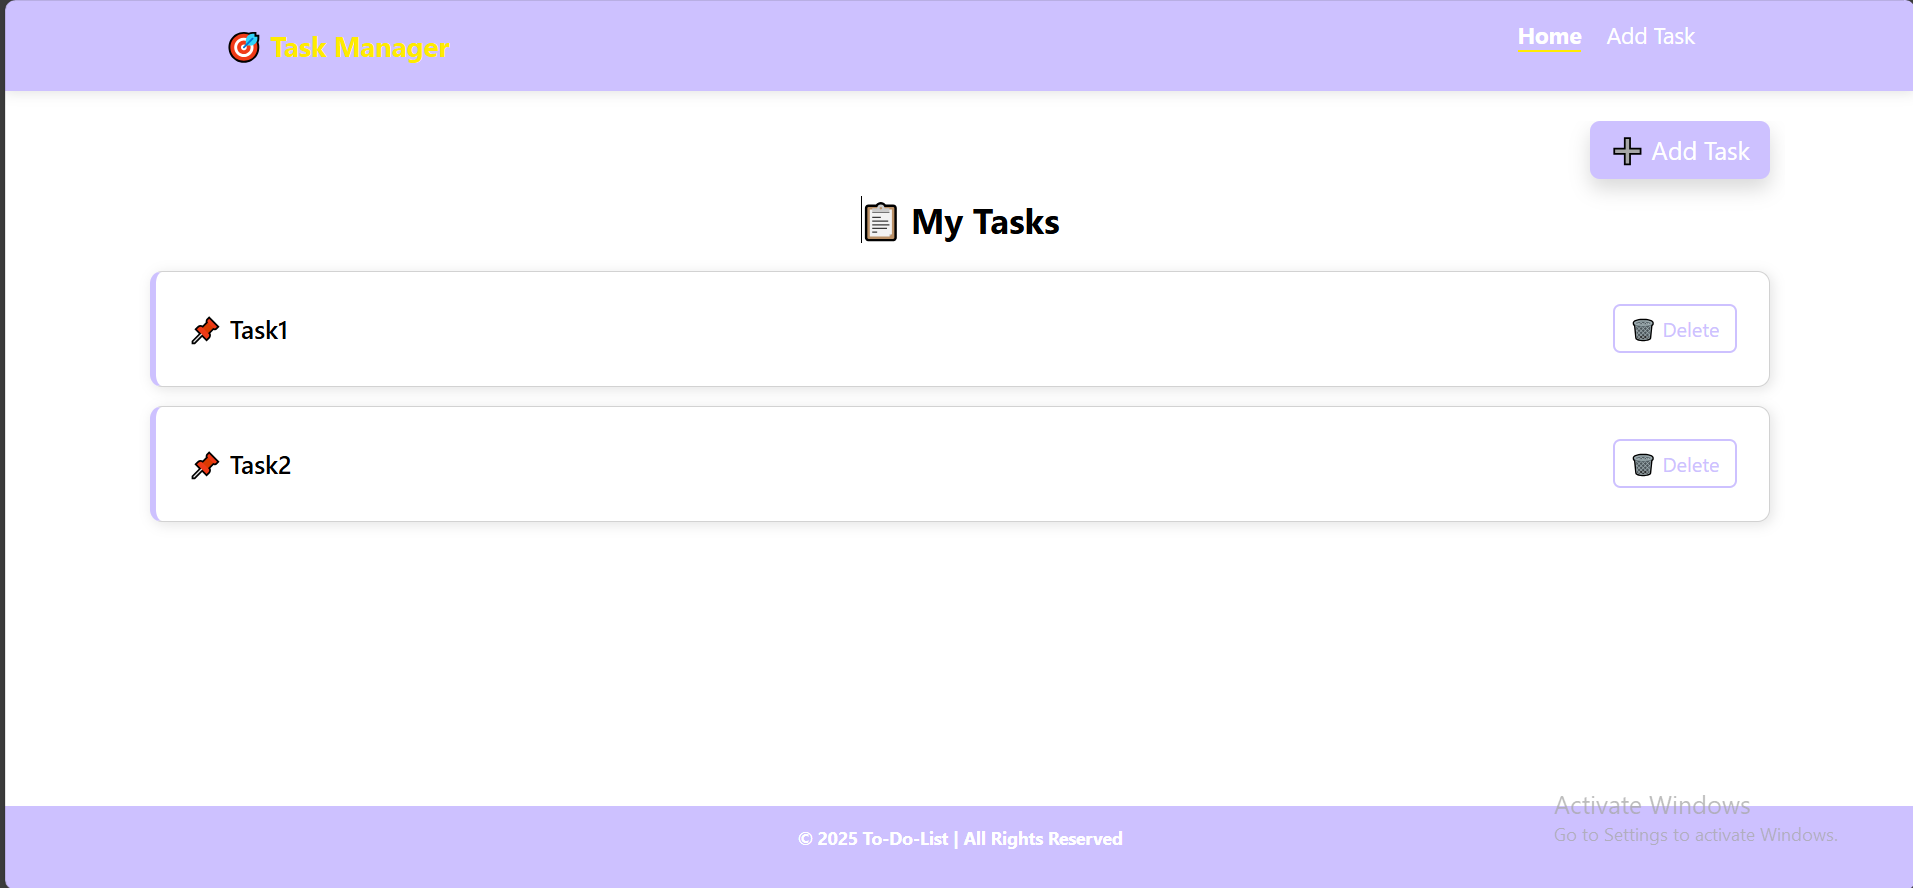 🎯 Task Manager
Home
Add Task
➕ Add Task
📋 My Tasks
📌 Task1
🗑️ Delete
📌 Task2
🗑️ Delete
Activate Windows
Go to Settings to activate Windows.
© 2025 To-Do-List | All Rights Reserved